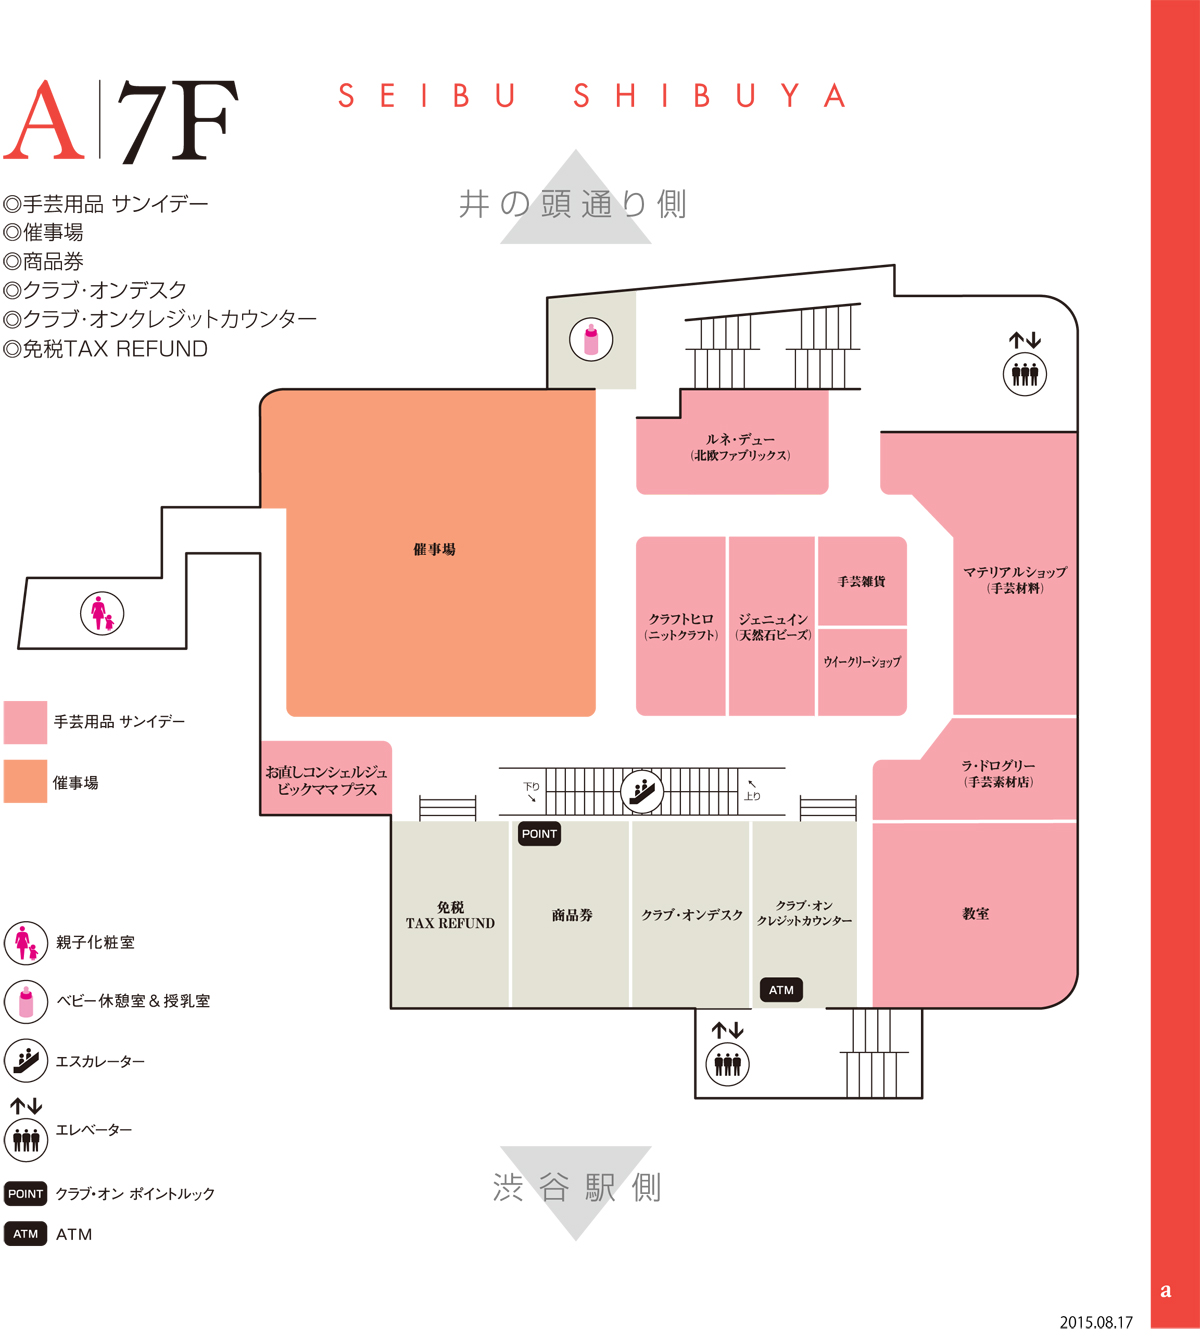 A 7F
SEIBU SHIBUYA
◎手芸用品 サンイデー
◎催事場
◎商品券
◎クラブ・オンデスク
◎クラブ・オンクレジットカウンター
◎免税TAX REFUND
井の頭通り側
ルネ・デュー
(北欧ファブリックス)
催事場
マテリアルショップ
(手芸材料)
手芸雑貨
クラフトヒロ
(ニットクラフト)
ジェニュイン
(天然石ビーズ)
ウイークリーショップ
手芸用品 サンイデー
催事場
お直しコンシェルジュ
ビックママ プラス
下り
上り
ラ・ドログリー
(手芸素材店)
POINT
免税
TAX REFUND
商品券
クラブ・オンデスク
クラブ・オン
クレジットカウンター
教室
ATM
親子化粧室
ベビー休憩室 & 授乳室
エスカレーター
エレベーター
POINT クラブ・オン ポイントルック
ATM ATM
渋谷駅側
a
2015.08.17